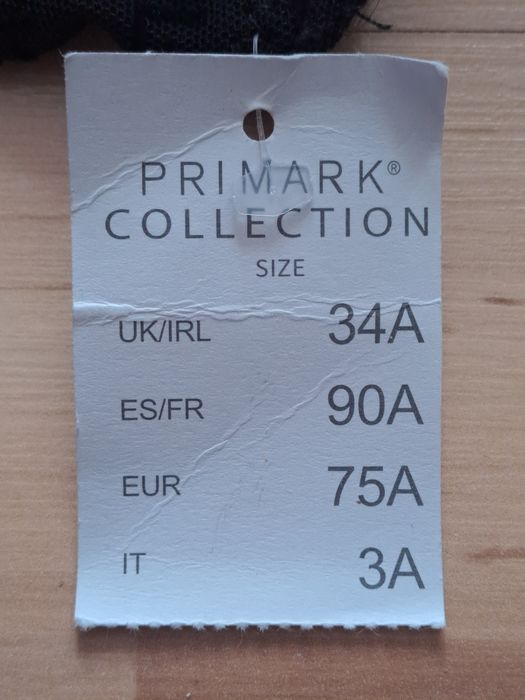 PRIMARK®
COLLECTION
SIZE
UK/IRL 34A
ES/FR 90A
EUR 75A
IT 3A